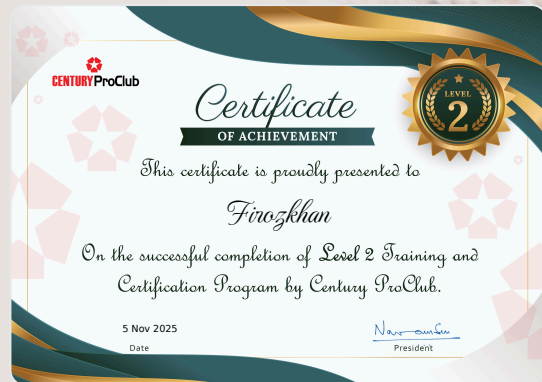 CENTURY ProClub
LEVEL
2
Certificate
OF ACHIEVEMENT
This certificate is proudly presented to
Firozkhan
On the successful completion of Level 2 Training and
Certification Program by Century ProClub.
5 Nov 2025
Date
President